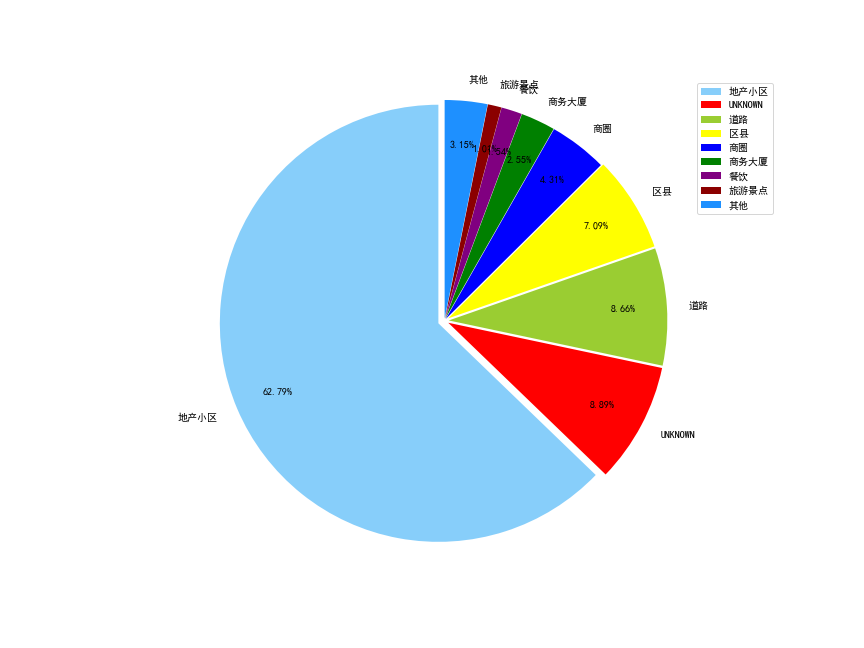 其他
旅游景点
餐饮
商务大厦
商圈
区县
道路
UNKNOWN
地产小区
3.15%
2.55%
4.31%
7.09%
8.66%
8.89%
62.79%
地产小区
UNKNOWN
道路
区县
商圈
商务大厦
餐饮
旅游景点
其他